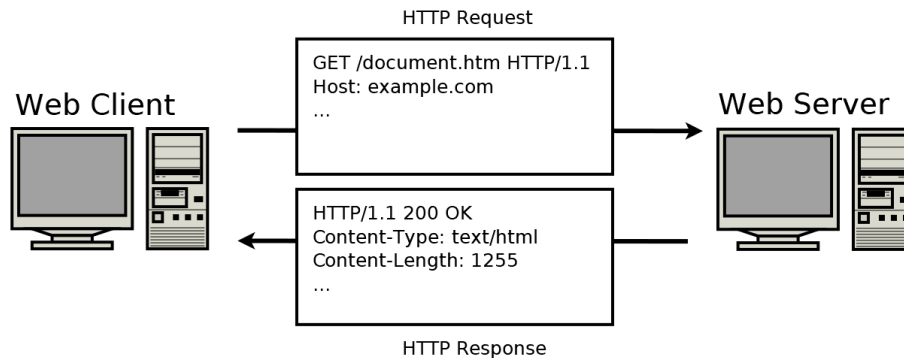 HTTP Request
GET /document.htm HTTP/1.1
Host: example.com
...
Web Client
Web Server
HTTP/1.1 200 OK
Content-Type: text/html
Content-Length: 1255
...
HTTP Response